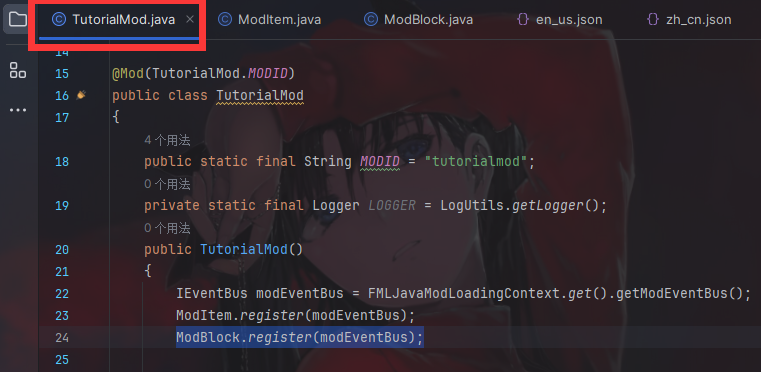 TutorialMod.java ModItem.java ModBlock.java en_us.json zh_cn.json
14
15 @Mod(TutorialMod.MODID)
16 public class TutorialMod
17 {
4 个用法
18 public static final String MODID = "tutorialmod";
0 个用法
19 private static final Logger LOGGER = LogUtils.getLogger();
0 个用法
20 public TutorialMod()
21 {
22 IEventBus modEventBus = FMLJavaModLoadingContext.get().getModEventBus();
23 ModItem.register(modEventBus);
24 ModBlock.register(modEventBus);
25